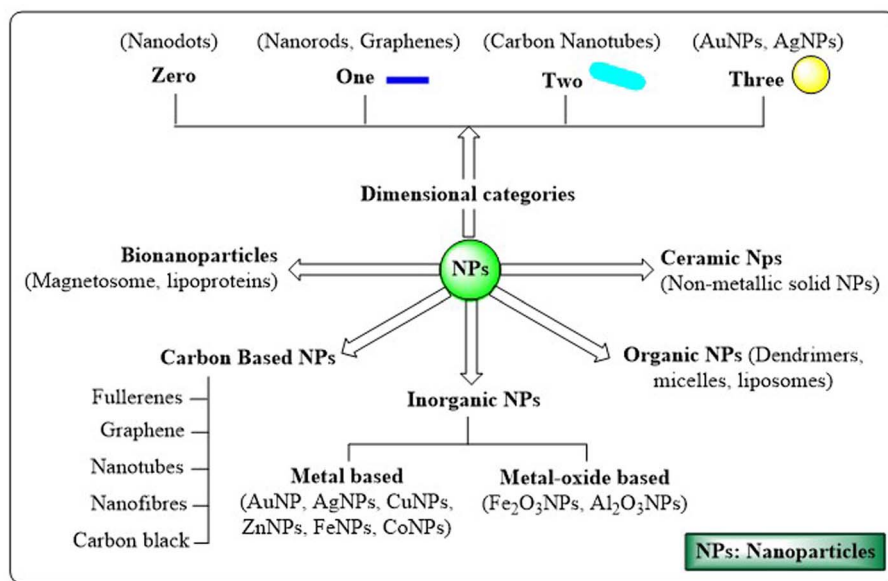 (Nanodots)
Zero
(Nanorods, Graphenes)
One
(Carbon Nanotubes)
Two
(AuNPs, AgNPs)
Three
Dimensional categories
NPs
Bionanoparticles
(Magnetosome, lipoproteins)
Ceramic Nps
(Non-metallic solid NPs)
Carbon Based NPs
Fullerenes
Graphene
Nanotubes
Nanofibres
Carbon black
Inorganic NPs
Metal based
(AuNP, AgNPs, CuNPs,
ZnNPs, FeNPs, CoNPs)
Metal-oxide based
(Fe₂O₃NPs, Al₂O₃NPs)
Organic NPs (Dendrimers,
micelles, liposomes)
NPs: Nanoparticles